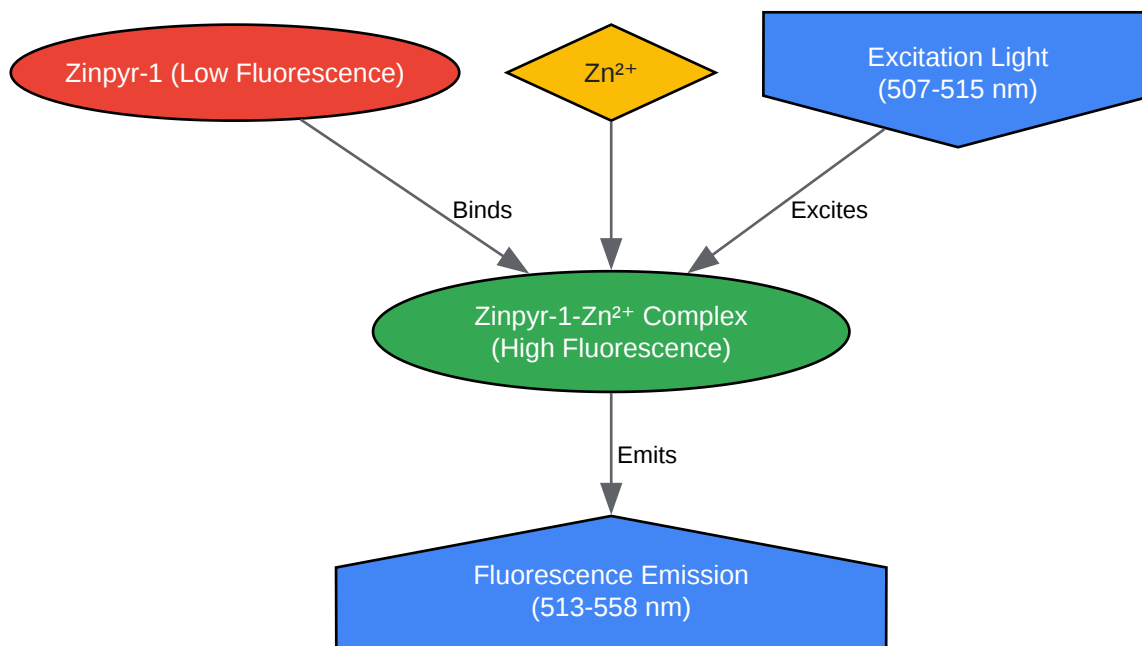 Zinpyr-1 (Low Fluorescence)
Zn²⁺
Excitation Light
(507-515 nm)
Binds
Excites
Zinpyr-1-Zn²⁺ Complex
(High Fluorescence)
Emits
Fluorescence Emission
(513-558 nm)